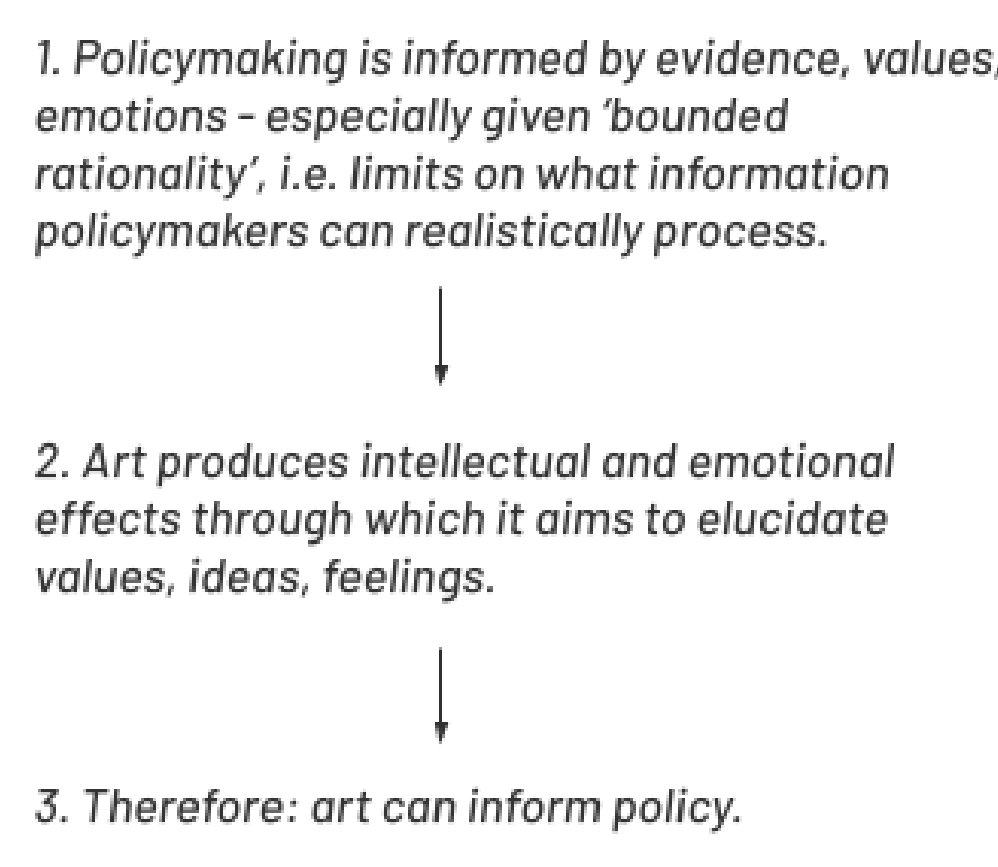 1. Policymaking is informed by evidence, values,
emotions - especially given ‘bounded
rationality’, i.e. limits on what information
policymakers can realistically process.
2. Art produces intellectual and emotional
effects through which it aims to elucidate
values, ideas, feelings.
3. Therefore: art can inform policy.